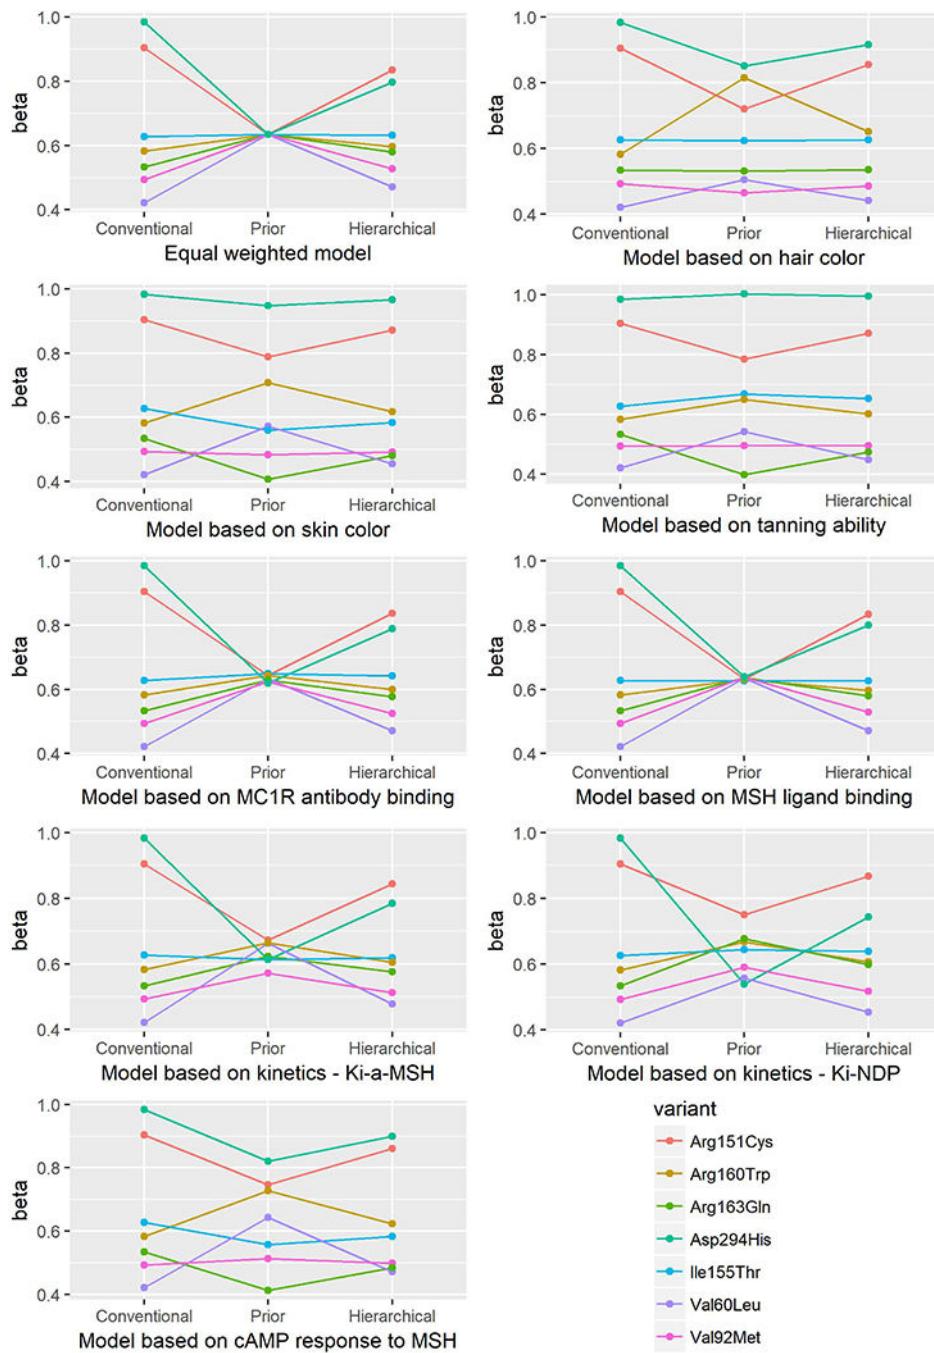 1.0
0.8
0.6
0.4
beta
Conventional Prior Hierarchical
Equal weighted model
1.0
0.8
0.6
0.4
beta
Conventional Prior Hierarchical
Model based on hair color
1.0
0.8
0.6
0.4
beta
Conventional Prior Hierarchical
Model based on skin color
1.0
0.8
0.6
0.4
beta
Conventional Prior Hierarchical
Model based on tanning ability
1.0
0.8
0.6
0.4
beta
Conventional Prior Hierarchical
Model based on MC1R antibody binding
1.0
0.8
0.6
0.4
beta
Conventional Prior Hierarchical
Model based on MSH ligand binding
1.0
0.8
0.6
0.4
beta
Conventional Prior Hierarchical
Model based on kinetics - Ki-a-MSH
1.0
0.8
0.6
0.4
beta
Conventional Prior Hierarchical
Model based on kinetics - Ki-NDP
1.0
0.8
0.6
0.4
beta
Conventional Prior Hierarchical
Model based on cAMP response to MSH
variant
Arg151Cys
Arg160Trp
Arg163Gln
Asp294His
Ile155Thr
Val60Leu
Val92Met